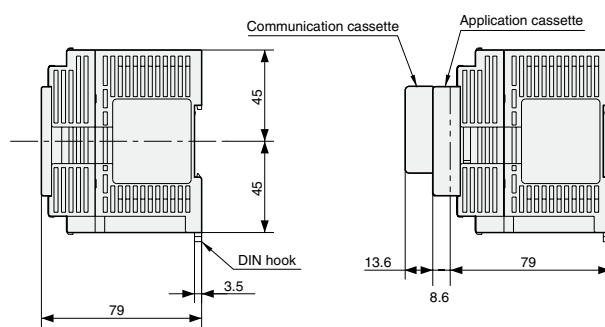 Communication cassette
Application cassette
45
45
DIN hook
3.5
79
13.6
8.6
79